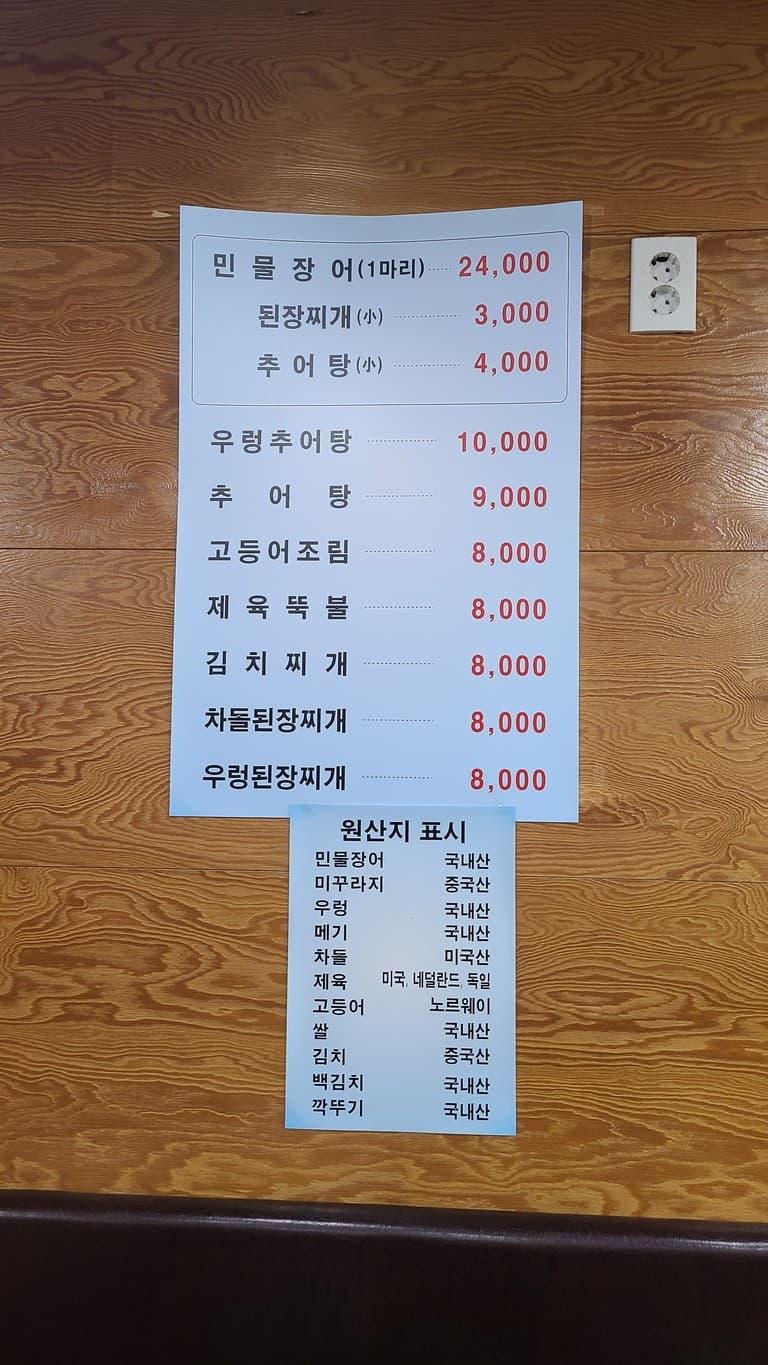 민물장어(1마리) 24,000
된장찌개(小) 3,000
추어탕(小) 4,000
우렁추어탕 10,000
추어탕 9,000
고등어조림 8,000
제육뚝불 8,000
김치찌개 8,000
차돌된장찌개 8,000
우렁된장찌개 8,000
원산지 표시
민물장어 국내산
미꾸라지 중국산
우렁 국내산
메기 국내산
차돌 미국산
제육 미국, 네덜란드, 독일
고등어 노르웨이
쌀 국내산
김치 중국산
백김치 국내산
깍뚜기 국내산